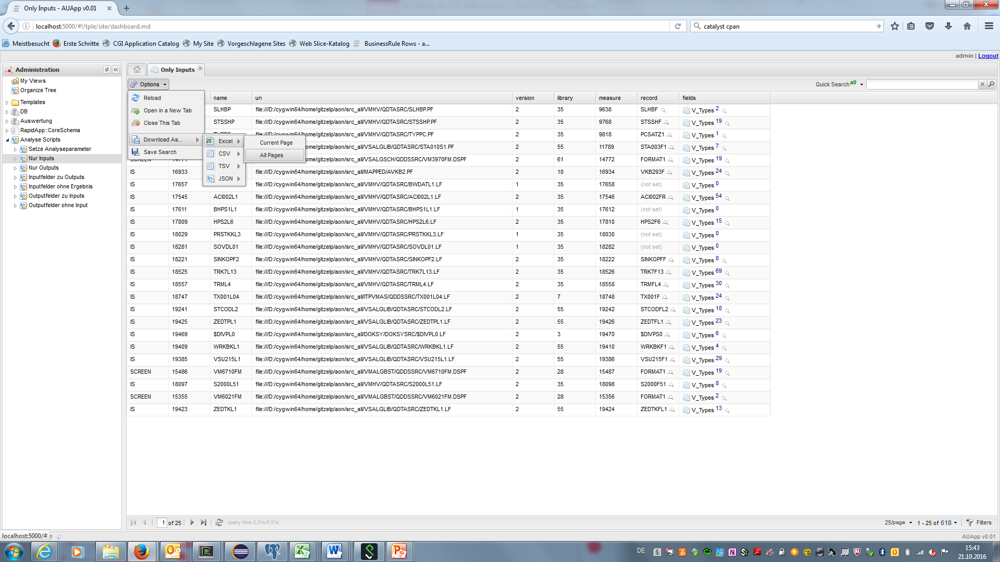 Only Inputs - AUApp v0.01
localhost:5000/#!/tple/site/dashboard.md
catalyst cpan
Meistbesucht Erste Schritte CGI Application Catalog My Site Vorgeschlagene Sites Web Slice-Katalog BusinessRule Rows - a...
admin | Logout
Administration
My Views
Organize Tree
Templates
DB
Auswertung
RapidApp::CoreSchema
Analyse Scripts
Setze Analyseparameter
Nur Inputs
Nur Outputs
Inputfelder zu Outputs
Inputfelder ohne Ergebnis
Outputfelder zu Inputs
Outputfelder ohne Input
Only Inputs
Options
Quick Search all
Reload
Open in a New Tab
Close This Tab
Download As...
Save Search
Excel
CSV
TSV
JSON
Current Page
All Pages
name uri version library measure record fields
SLHBP file:///D:/cygwin64/home/gitzelp/aon/src_all/VMHV/QDTASRC/SLHBP.PF 2 35 9638 SLHBF V_Types 2
STSSHP file:///D:/cygwin64/home/gitzelp/aon/src_all/VMHV/QDTASRC/STSSHP.PF 2 35 9768 STSSHF V_Types 19
file:///D:/cygwin64/home/gitzelp/aon/src_all/VMHV/QDTASRC/TYPPC.PF 2 35 9818 PCSATZ1 V_Types 1
cygwin64/home/gitzelp/aon/src_all/VSALGLIB/QDTASRC/STA010S1.PF 2 55 11789 STA003F1 V_Types 7
cygwin64/home/gitzelp/aon/src_all/VSALGSCH/QDDSSRC/VM3970FM.DSPF 2 61 14772 FORMAT1 V_Types 19
IS 16933 file:///D:/cygwin64/home/gitzelp/aon/src_all/MAPPED/AVKB2.PF 2 10 16934 VKB293F V_Types 24
IS 17657 file:///D:/cygwin64/home/gitzelp/aon/src_all/VMHV/QDTASRC/BWDATL1.LF 1 35 17658 (not set) V_Types 0
IS 17545 ACI002L1 file:///D:/cygwin64/home/gitzelp/aon/src_all/VMHV/QDTASRC/ACI002L1.LF 2 35 17546 ACI002FR V_Types 54
IS 17611 BHPS1L1 file:///D:/cygwin64/home/gitzelp/aon/src_all/VMHV/QDTASRC/BHPS1L1.LF 1 35 17612 (not set) V_Types 0
IS 17809 HPS2L6 file:///D:/cygwin64/home/gitzelp/aon/src_all/VMHV/QDTASRC/HPS2L6.LF 2 35 17810 HPS2F6 V_Types 15
IS 18029 PRSTKKL3 file:///D:/cygwin64/home/gitzelp/aon/src_all/VMHV/QDTASRC/PRSTKKL3.LF 1 35 18030 (not set) V_Types 0
IS 18281 SOVDL01 file:///D:/cygwin64/home/gitzelp/aon/src_all/VMHV/QDTASRC/SOVDL01.LF 1 35 18282 (not set) V_Types 0
IS 18221 SINKOPF2 file:///D:/cygwin64/home/gitzelp/aon/src_all/VMHV/QDTASRC/SINKOPF2.LF 2 35 18222 SINKOPFF V_Types 8
IS 18525 TRK7L13 file:///D:/cygwin64/home/gitzelp/aon/src_all/VMHV/QDTASRC/TRK7L13.LF 2 35 18526 TRK7F13 V_Types 69
IS 18557 TRML4 file:///D:/cygwin64/home/gitzelp/aon/src_all/VMHV/QDTASRC/TRML4.LF 2 35 18558 TRMFL4 V_Types 30
IS 18747 TX001L04 file:///D:/cygwin64/home/gitzelp/aon/src_all/ITPVMAS/QDDSSRC/TX001L04.LF 2 7 18748 TX001F V_Types 24
IS 19241 STCODL2 file:///D:/cygwin64/home/gitzelp/aon/src_all/VSALGLIB/QDTASRC/STCODL2.LF 2 55 19242 STCODFL2 V_Types 18
IS 19425 ZEDTPL1 file:///D:/cygwin64/home/gitzelp/aon/src_all/VSALGLIB/QDTASRC/ZEDTPL1.LF 2 55 19426 ZEDTFL1 V_Types 23
IS 19469 $DIVPL0 file:///D:/cygwin64/home/gitzelp/aon/src_all/DOKSY/DOKSYSRC/$DIVPL0.LF 2 3 19470 $DIVPS0 V_Types 6
IS 19409 WRKBKL1 file:///D:/cygwin64/home/gitzelp/aon/src_all/VSALGLIB/QDTASRC/WRKBKL1.LF 2 55 19410 WRKBKF1 V_Types 4
IS 19385 VSU215L1 file:///D:/cygwin64/home/gitzelp/aon/src_all/VSALGLIB/QDTASRC/VSU215L1.LF 2 55 19386 VSU215F1 V_Types 29
SCREEN 15486 VM6710FM file:///D:/cygwin64/home/gitzelp/aon/src_all/VMALGBST/QDDSSRC/VM6710FM.DSPF 2 28 15487 FORMAT1 V_Types 19
IS 18097 S2000L51 file:///D:/cygwin64/home/gitzelp/aon/src_all/VMHV/QDTASRC/S2000L51.LF 2 35 18098 S2000F51 V_Types 8
SCREEN 15355 VM6021FM file:///D:/cygwin64/home/gitzelp/aon/src_all/VMALGBST/QDDSSRC/VM6021FM.DSPF 2 28 15356 FORMAT1 V_Types 2
IS 19423 ZEDTKL1 file:///D:/cygwin64/home/gitzelp/aon/src_all/VSALGLIB/QDTASRC/ZEDTKL1.LF 2 55 19424 ZEDTKFL1 V_Types 13
1 of 25 query time 0.01s/0.01s 25/page 1 - 25 of 618 Filters
localhost:5000/#
AUApp v0.01
DE
15:43
21.10.2016